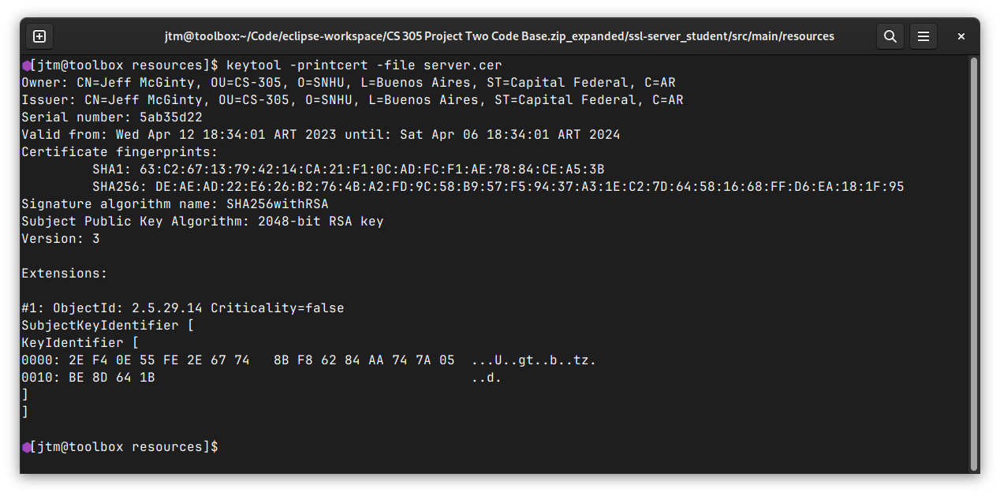 jtm@toolbox:~/Code/eclipse-workspace/CS 305 Project Two Code Base.zip_expanded/ssl-server_student/src/main/resources
[jtm@toolbox resources]$ keytool -printcert -file server.cer
Owner: CN=Jeff McGinty, OU=CS-305, O=SNHU, L=Buenos Aires, ST=Capital Federal, C=AR
Issuer: CN=Jeff McGinty, OU=CS-305, O=SNHU, L=Buenos Aires, ST=Capital Federal, C=AR
Serial number: 5ab35d22
Valid from: Wed Apr 12 18:34:01 ART 2023 until: Sat Apr 06 18:34:01 ART 2024
Certificate fingerprints:
         SHA1: 63:C2:67:13:79:42:14:CA:21:F1:0C:AD:FC:F1:AE:78:84:CE:A5:3B
         SHA256: DE:AE:AD:22:E6:26:B2:76:4B:A2:FD:9C:58:B9:57:F5:94:37:A3:1E:C2:7D:64:58:16:68:FF:D6:EA:18:1F:95
Signature algorithm name: SHA256withRSA
Subject Public Key Algorithm: 2048-bit RSA key
Version: 3
Extensions:
#1: ObjectId: 2.5.29.14 Criticality=false
SubjectKeyIdentifier [
KeyIdentifier [
0000: 2E F4 0E 55 FE 2E 67 74   8B F8 62 84 AA 74 7A 05  ...U..gt..b..tz.
0010: BE 8D 64 1B                                        ..d.
]
]
[jtm@toolbox resources]$